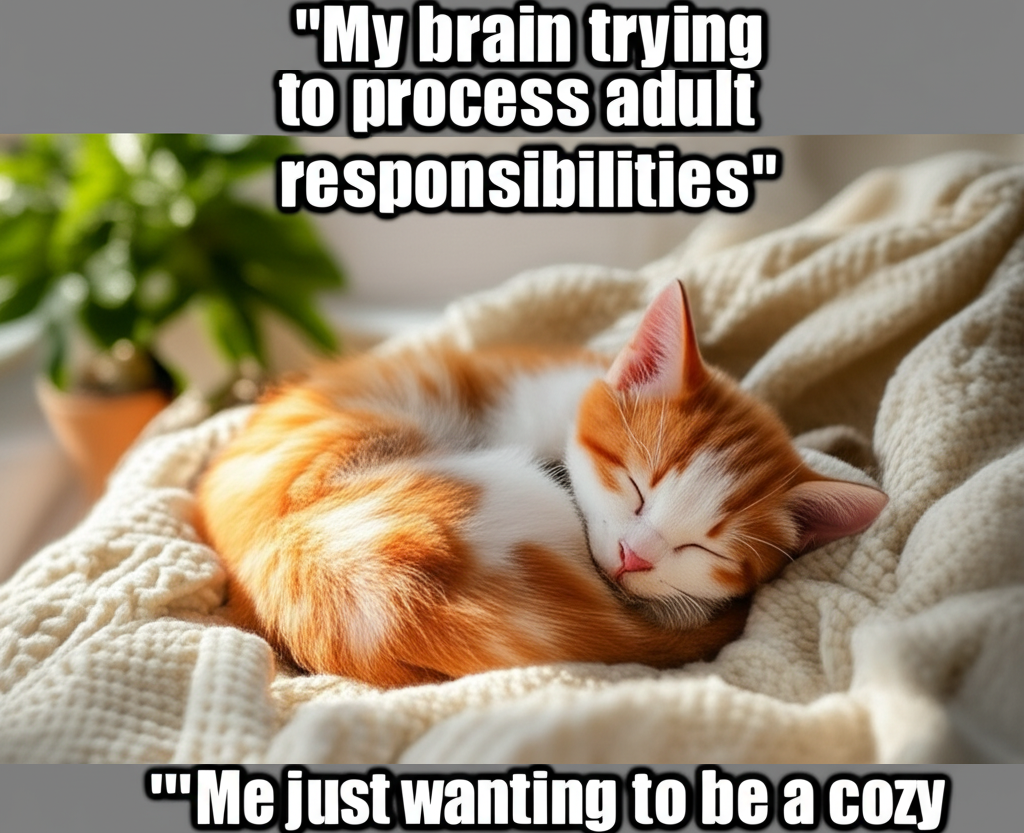 "My brain trying
to process adult
responsibilities"
'"Me just wanting to be a cozy